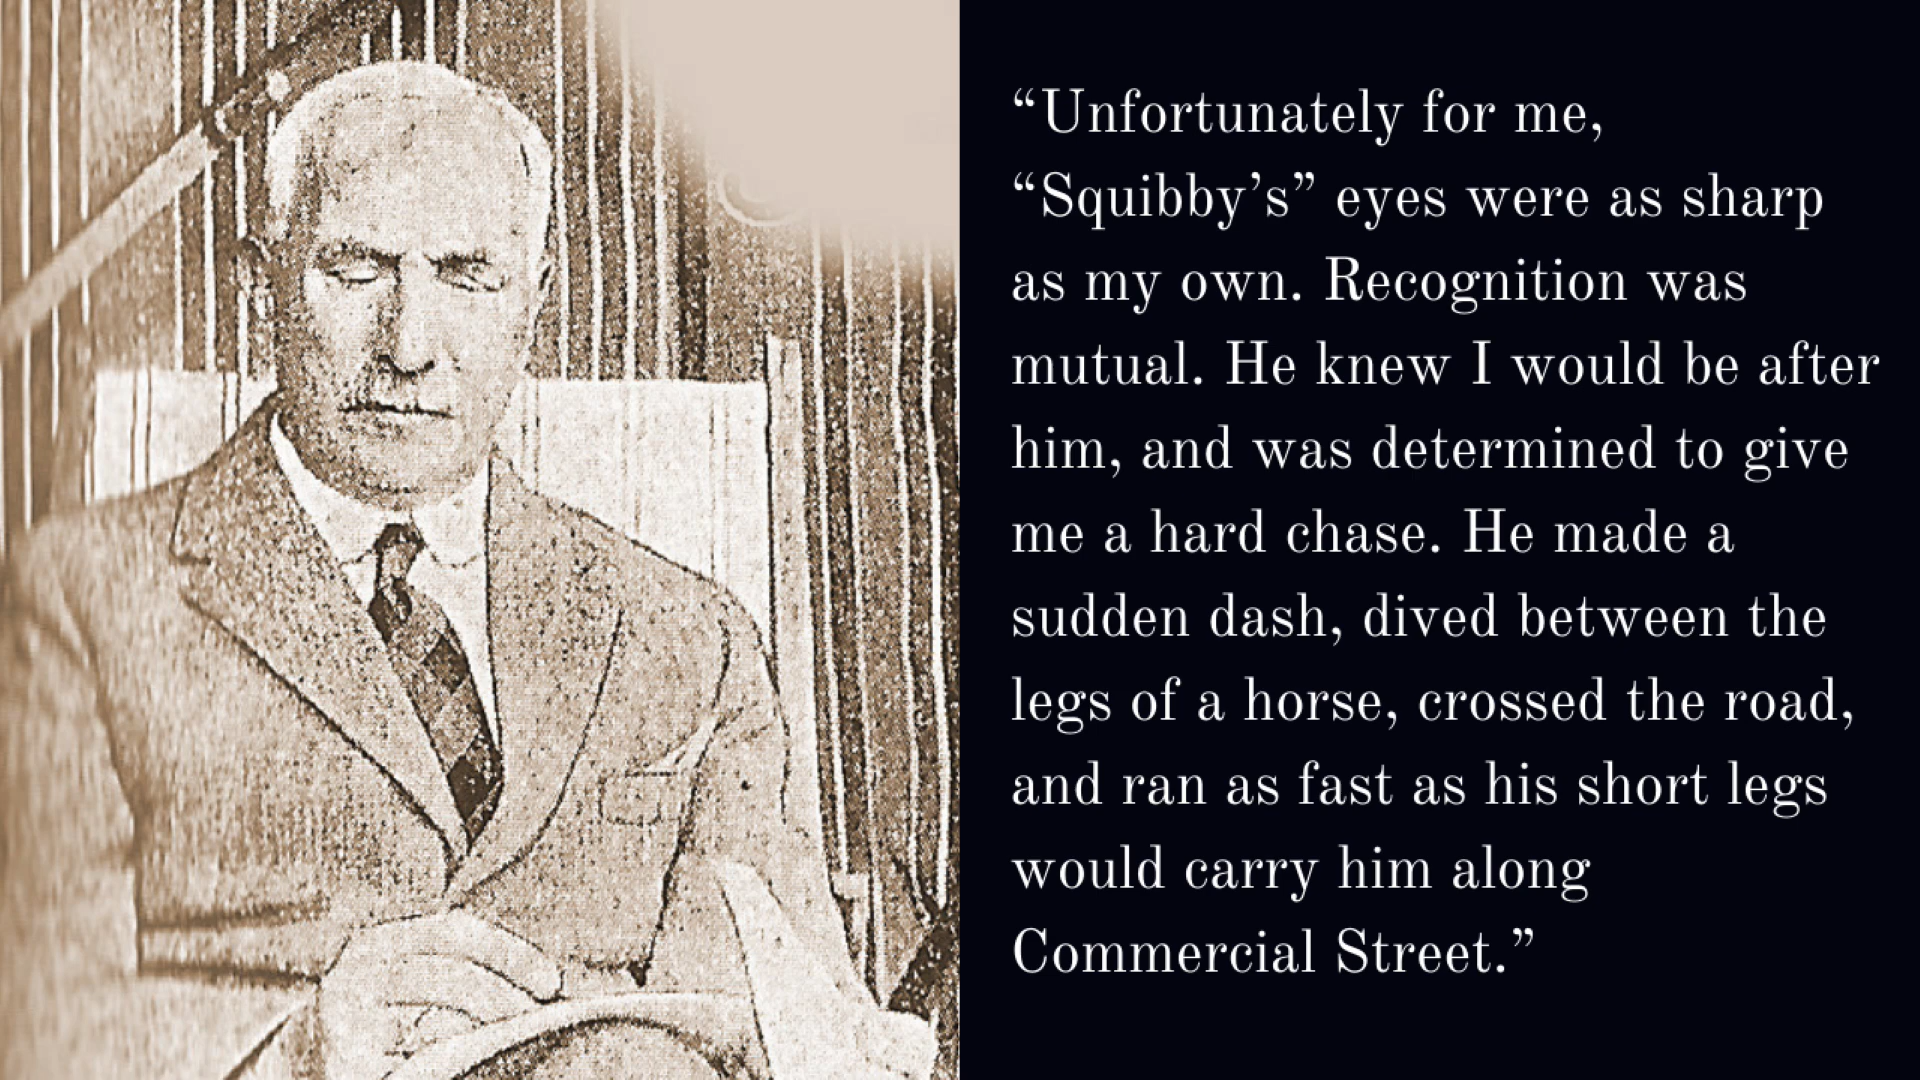 “Unfortunately for me,
“Squibby’s” eyes were as sharp
as my own. Recognition was
mutual. He knew I would be after
him, and was determined to give
me a hard chase. He made a
sudden dash, dived between the
legs of a horse, crossed the road,
and ran as fast as his short legs
would carry him along
Commercial Street.”